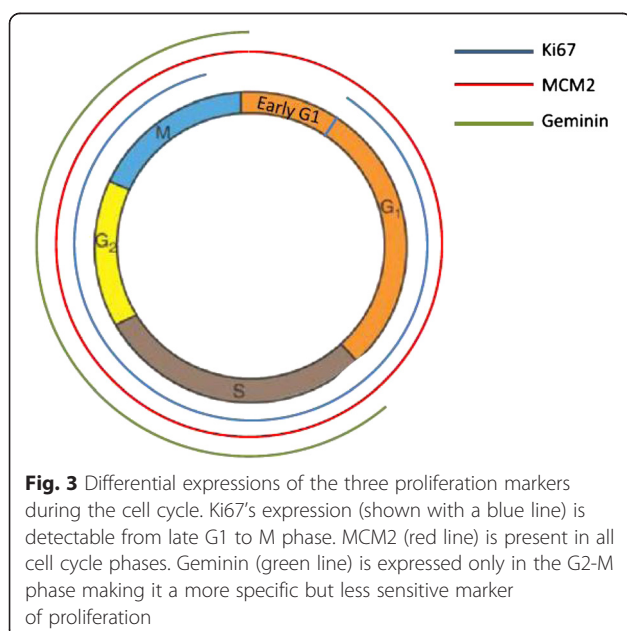 Ki67
MCM2
Geminin
Early G1
M
G₁
G₂
S
Fig. 3 Differential expressions of the three proliferation markers
during the cell cycle. Ki67's expression (shown with a blue line) is
detectable from late G1 to M phase. MCM2 (red line) is present in all
cell cycle phases. Geminin (green line) is expressed only in the G2-M
phase making it a more specific but less sensitive marker
of proliferation